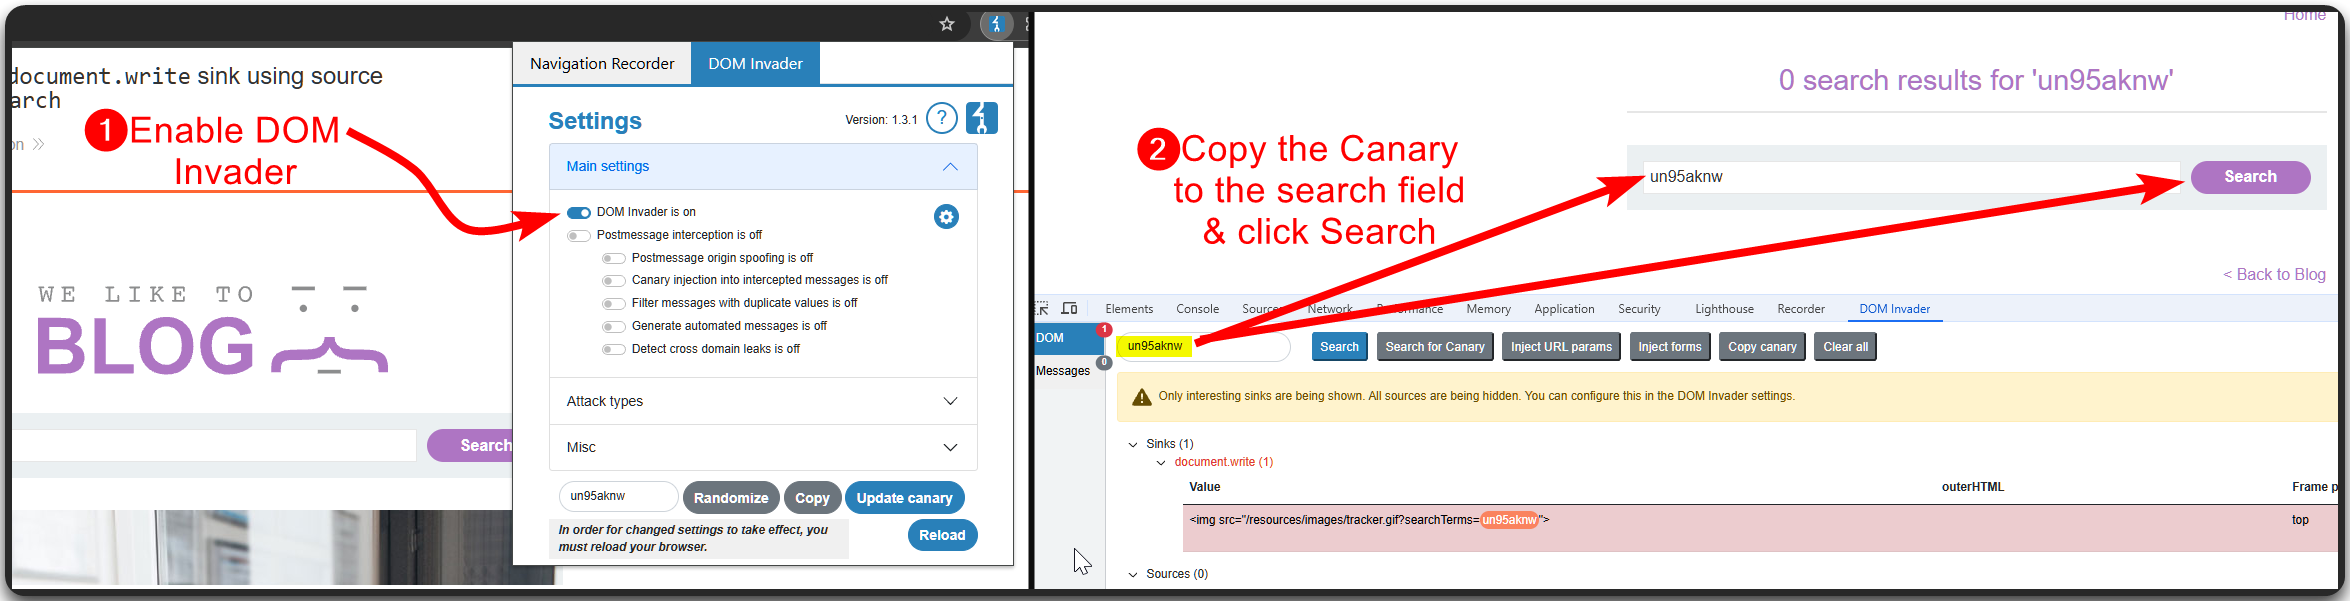 document.write sink using source
arch
on »
1 Enable DOM
Invader
WE LIKE TO
BLOG
Search
Navigation Recorder
DOM Invader
Settings
Version: 1.3.1
?
Main settings
DOM Invader is on
Postmessage interception is off
Postmessage origin spoofing is off
Canary injection into intercepted messages is off
Filter messages with duplicate values is off
Generate automated messages is off
Detect cross domain leaks is off
Attack types
Misc
un95aknw
Randomize
Copy
Update canary
In order for changed settings to take effect, you
must reload your browser.
Reload
Home
0 search results for 'un95aknw'
2 Copy the Canary
to the search field
& click Search
un95aknw
Search
< Back to Blog
Elements
Console
Sources
Network
Performance
Memory
Application
Security
Lighthouse
Recorder
DOM Invader
DOM
1
Messages
0
un95aknw
Search
Search for Canary
Inject URL params
Inject forms
Copy canary
Clear all
Only interesting sinks are being shown. All sources are being hidden. You can configure this in the DOM Invader settings.
Sinks (1)
document.write (1)
Value
outerHTML
Frame p
<img src="/resources/images/tracker.gif?searchTerms=un95aknw">
top
Sources (0)